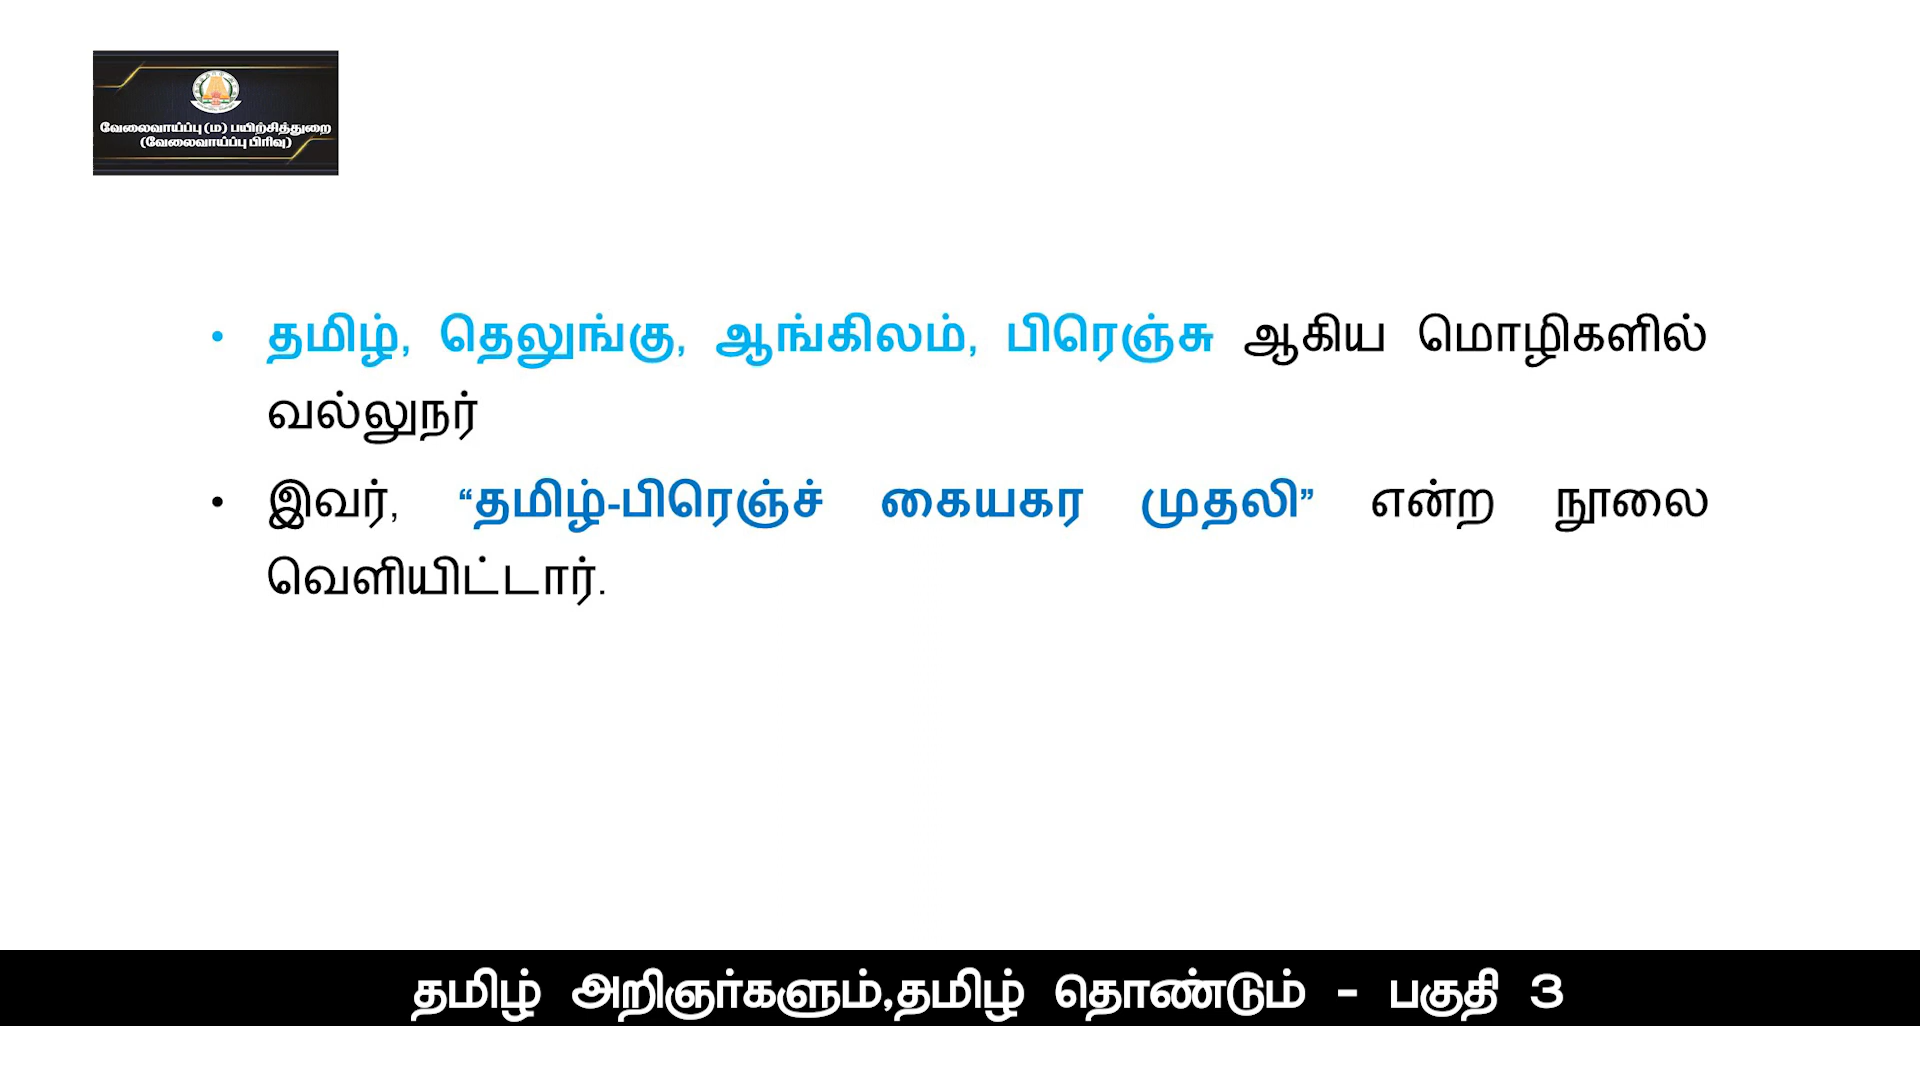 வேலைவாய்ப்பு (ம) பயிற்சித்துறை
(வேலைவாய்ப்பு பிரிவு)
• தமிழ், தெலுங்கு, ஆங்கிலம், பிரெஞ்சு ஆகிய மொழிகளில்
வல்லுநர்
• இவர், “தமிழ்-பிரெஞ்ச் கையகர முதலி” என்ற நூலை
வெளியிட்டார்.
தமிழ் அறிஞர்களும்,தமிழ் தொண்டும் - பகுதி 3